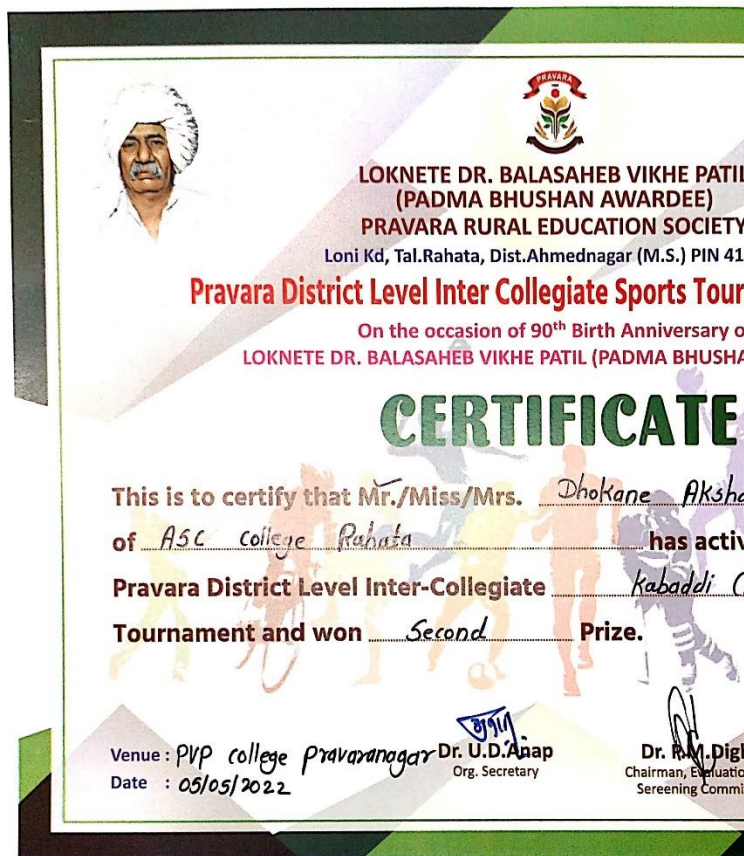 PRAVARA
LOKNETE DR. BALASAHEB VIKHE PATIL
(PADMA BHUSHAN AWARDEE)
PRAVARA RURAL EDUCATION SOCIETY
Loni Kd, Tal.Rahata, Dist.Ahmednagar (M.S.) PIN 41
Pravara District Level Inter Collegiate Sports Tour
On the occasion of 90th Birth Anniversary o
LOKNETE DR. BALASAHEB VIKHE PATIL (PADMA BHUSHA
CERTIFICATE
This is to certify that Mr./Miss/Mrs. Dhokane Aksha
of ASC college Rahata has activ
Pravara District Level Inter-Collegiate Kabaddi (
Tournament and won Second Prize.
Venue : PVP college Pravaranagar
Date : 05/05/2022
Dr. U.D.Anap
Org. Secretary
Dr. R.M.Digh
Chairman, Evaluatio
Sereening Commi